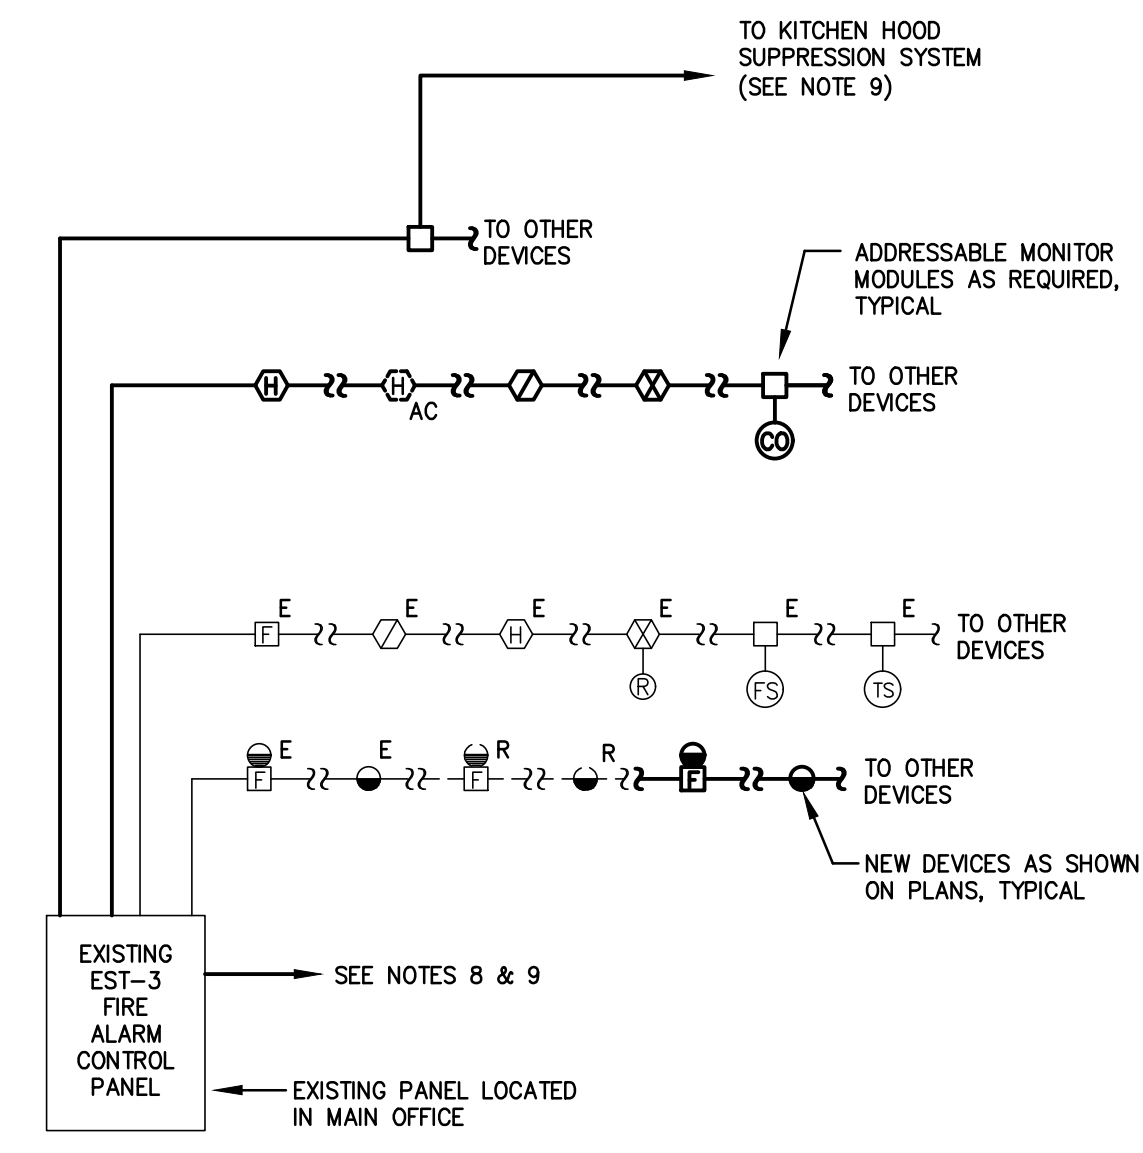 TO KITCHEN HOOD
SUPPRESSION SYSTEM
(SEE NOTE 9)
TO OTHER
DEVICES
ADDRESSABLE MONITOR
MODULES AS REQUIRED,
TYPICAL
H
H
AC
TO OTHER
DEVICES
CO
E E E E E E
F
H
TO OTHER
DEVICES
R
FS
TS
E E R R
F
F
F
TO OTHER
DEVICES
NEW DEVICES AS SHOWN
ON PLANS, TYPICAL
EXISTING
EST-3
FIRE
ALARM
CONTROL
PANEL
SEE NOTES 8 & 9
EXISTING PANEL LOCATED
IN MAIN OFFICE